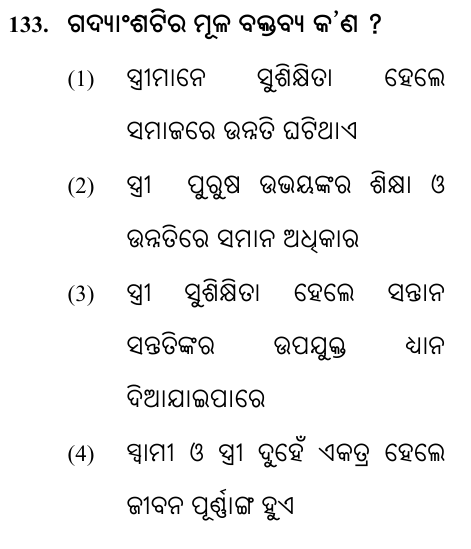 133. ଗଦ୍ୟାଂଶଟିର ମୂଳ ବକ୍ତବ୍ୟ କ’ଣ ?
(1) ସ୍ତ୍ରୀମାନେ ସୁଶିକ୍ଷିତା ହେଲେ
ସମାଜରେ ଉନ୍ନତି ଘଟିଥାଏ
(2) ସ୍ତ୍ରୀ ପୁରୁଷ ଉଭୟଙ୍କର ଶିକ୍ଷା ଓ
ଉନ୍ନତିରେ ସମାନ ଅଧିକାର
(3) ସ୍ତ୍ରୀ ସୁଶିକ୍ଷିତା ହେଲେ ସନ୍ତାନ
ସନ୍ତତିଙ୍କର ଉପଯୁକ୍ତ ଧ୍ୟାନ
ଦିଆଯାଇପାରେ
(4) ସ୍ୱାମୀ ଓ ସ୍ତ୍ରୀ ଦୁହେଁ ଏକତ୍ର ହେଲେ
ଜୀବନ ପୂର୍ଣ୍ଣାଙ୍ଗ ହୁଏ